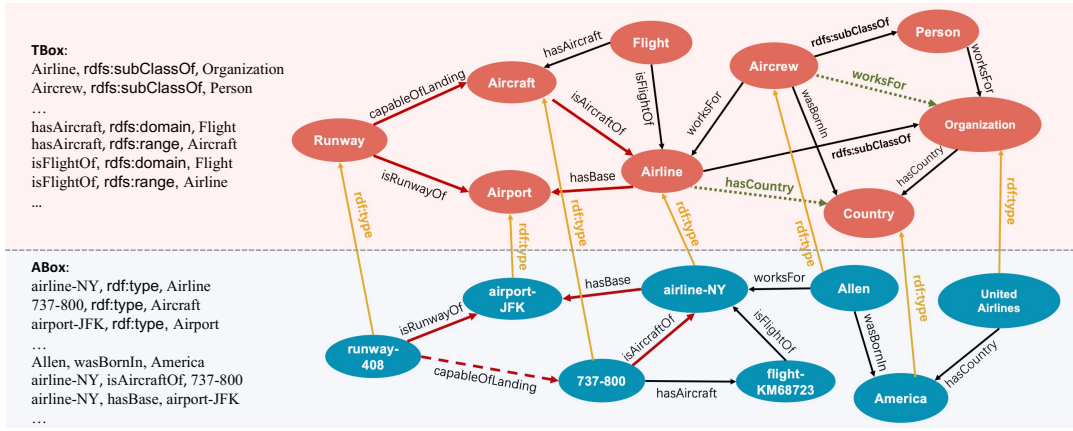 TBox:
Airline, rdfs:subClassOf, Organization
Aircrew, rdfs:subClassOf, Person
...
hasAircraft, rdfs:domain, Flight
hasAircraft, rdfs:range, Aircraft
isFlightOf, rdfs:domain, Flight
isFlightOf, rdfs:range, Airline
...
Flight
Person
hasAircraft
rdfs:subClassOf
Aircrew
worksFor
Aircraft
capableOfLanding
isFlightOf
worksFor
worksFor
wasBornIn
Organization
isAircraftOf
Runway
rdfs:subClassOf
Airline
isRunwayOf
hasBase
Airport
hasCountry
hasCountry
Country
rdf:type
rdf:type
rdf:type
rdf:type
rdf:type
rdf:type
rdf:type
ABox:
airline-NY, rdf:type, Airline
737-800, rdf:type, Aircraft
airport-JFK, rdf:type, Airport
...
Allen, wasBornIn, America
airline-NY, isAircraftOf, 737-800
airline-NY, hasBase, airport-JFK
...
airport-
JFK
hasBase
airline-NY
worksFor
Allen
United
Airlines
isRunwayOf
isAircraftOf
isFlightOf
wasBornIn
hasCountry
runway-
408
capableOfLanding
737-800
hasAircraft
flight-
KM68723
America